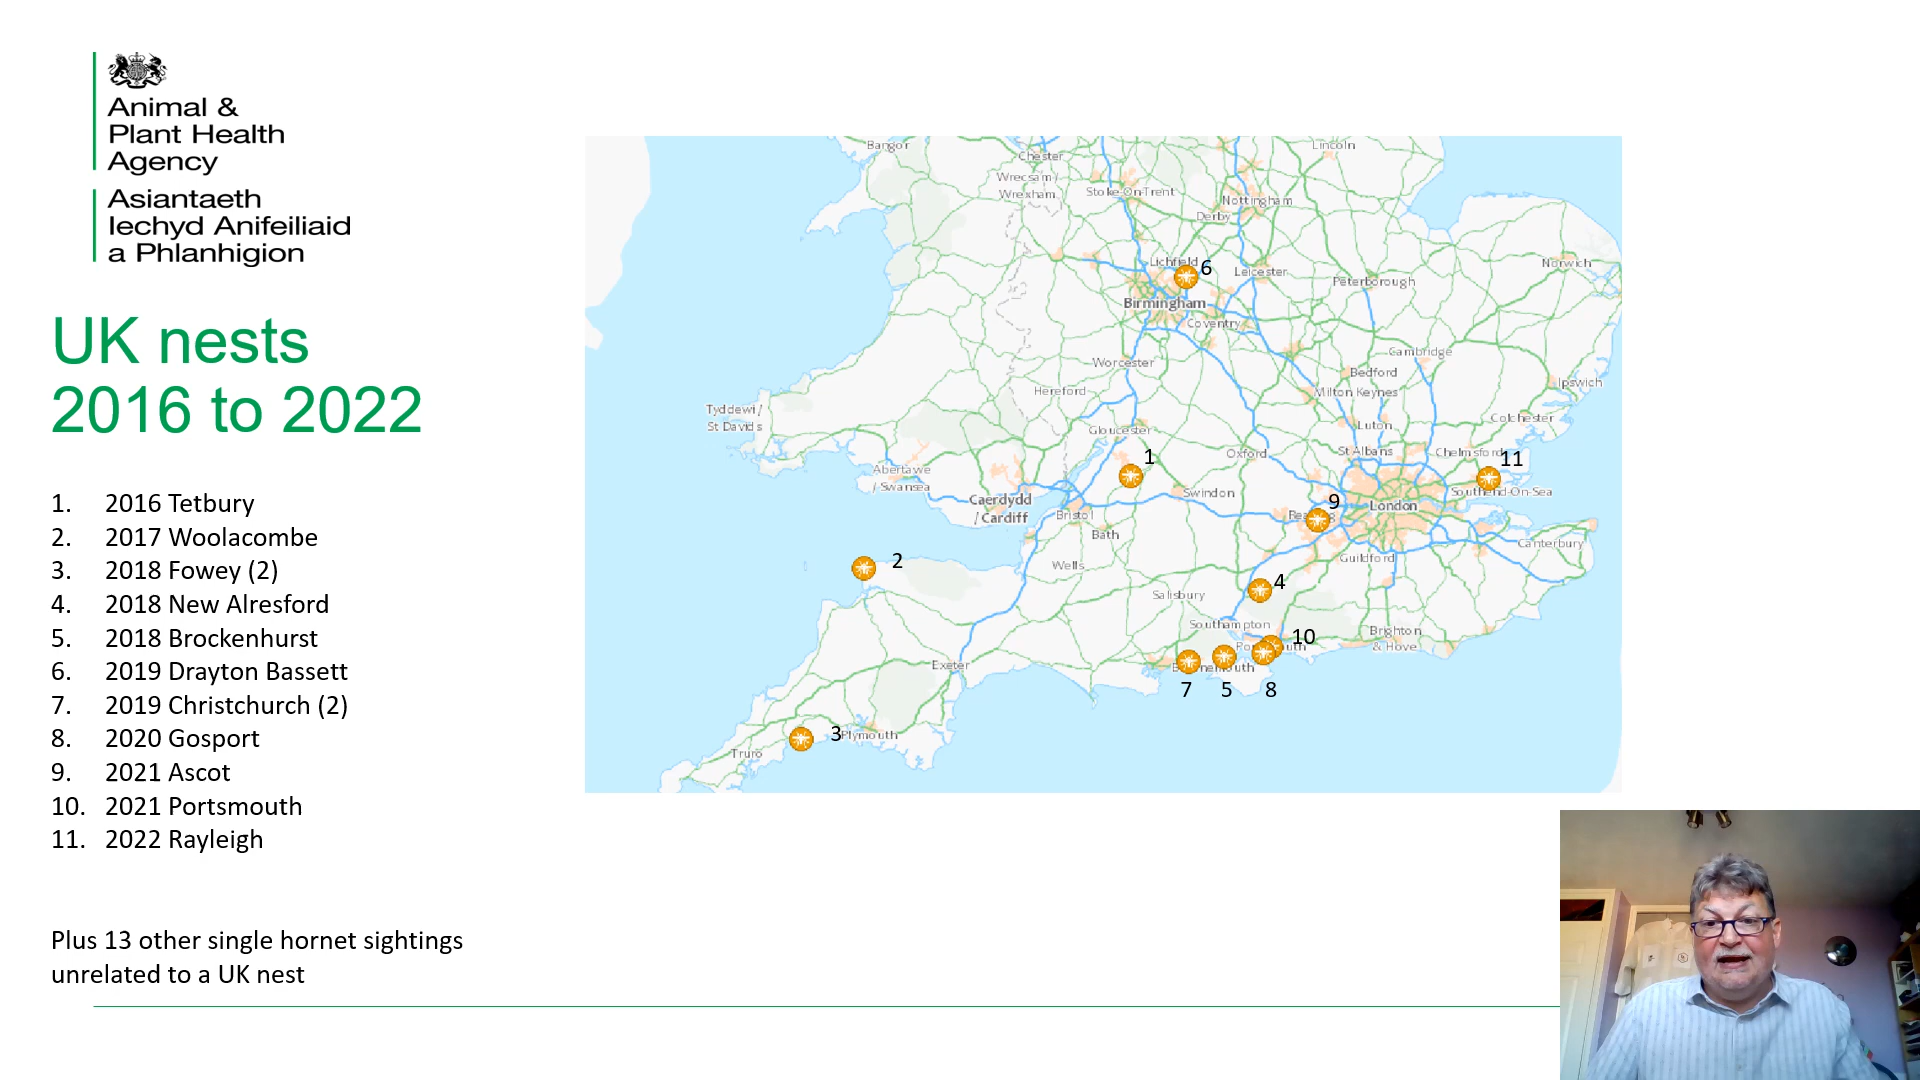 Animal &
Plant Health
Agency
Asiantaeth
Iechyd Anifeiliaid
a Phlanhigion
UK nests
2016 to 2022
1. 2016 Tetbury
2. 2017 Woolacombe
3. 2018 Fowey (2)
4. 2018 New Alresford
5. 2018 Brockenhurst
6. 2019 Drayton Bassett
7. 2019 Christchurch (2)
8. 2020 Gosport
9. 2021 Ascot
10. 2021 Portsmouth
11. 2022 Rayleigh
Plus 13 other single hornet sightings
unrelated to a UK nest
Bangor
Chester
Lincoln
Wrecsam /
Wrexham
Stoke-On-Trent
Nottingham
Derby
Lichfield
6
Leicester
Norwich
Peterborough
Birmingham
Coventry
Worcester
Cambridge
Hereford
Bedford
Milton Keynes
Ipswich
Tyddewi /
St Davids
Gloucester
Luton
Colchester
1
Oxford
St Albans
Chelmsford
11
Abertawe
/ Swansea
Swindon
Southend-On-Sea
Caerdydd
/ Cardiff
Bristol
9
London
Bath
Canterbury
2
Wells
Guildford
4
Salisbury
Southampton
10
Brighton
& Hove
Exeter
7
5
8
3
Plymouth
Truro